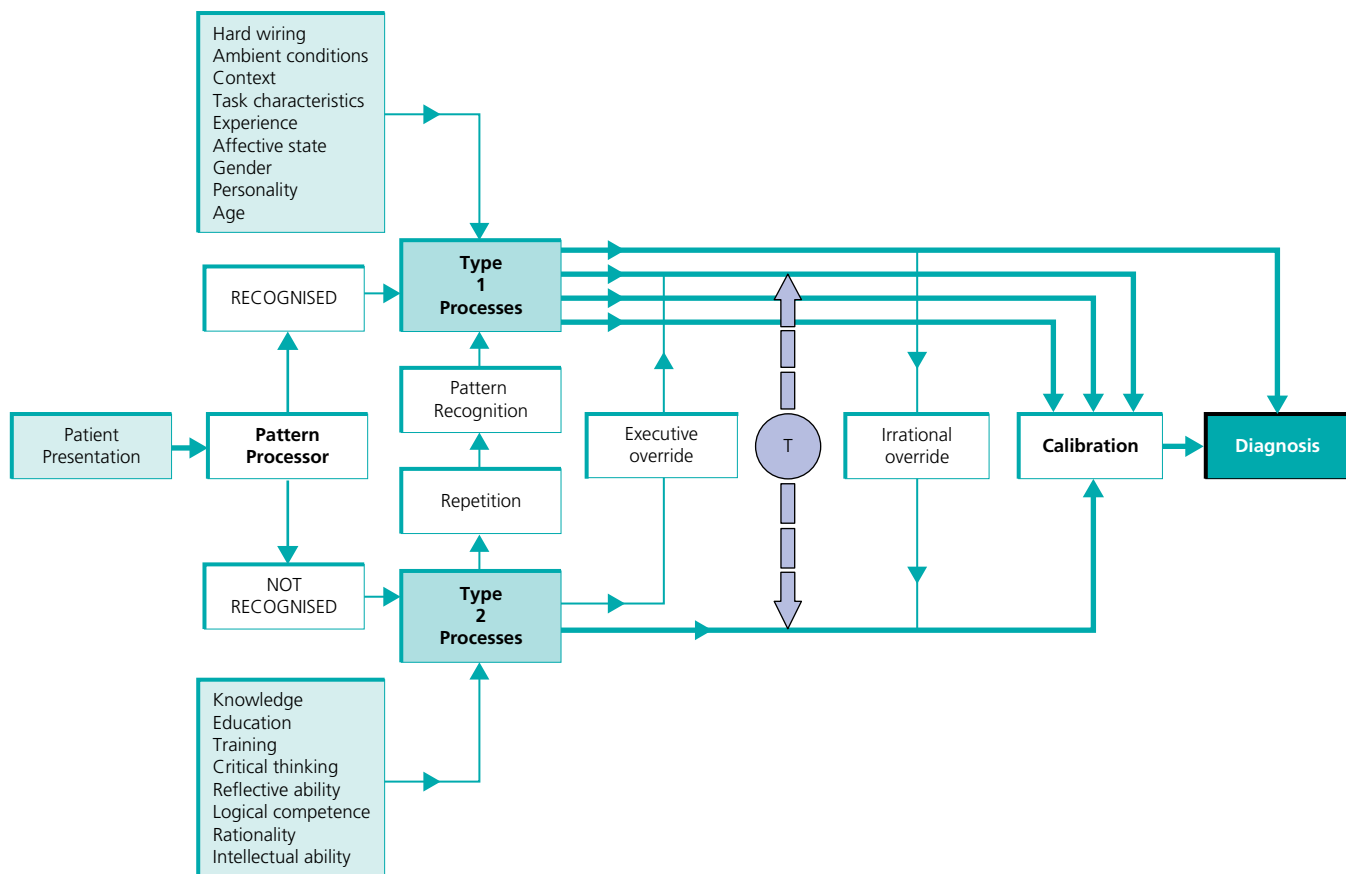 Hard wiring
Ambient conditions
Context
Task characteristics
Experience
Affective state
Gender
Personality
Age
RECOGNISED
Type
1
Processes
Pattern
Recognition
Patient
Presentation
Pattern
Processor
Executive
override
T
Irrational
override
Calibration
Diagnosis
Repetition
NOT
RECOGNISED
Type
2
Processes
Knowledge
Education
Training
Critical thinking
Reflective ability
Logical competence
Rationality
Intellectual ability